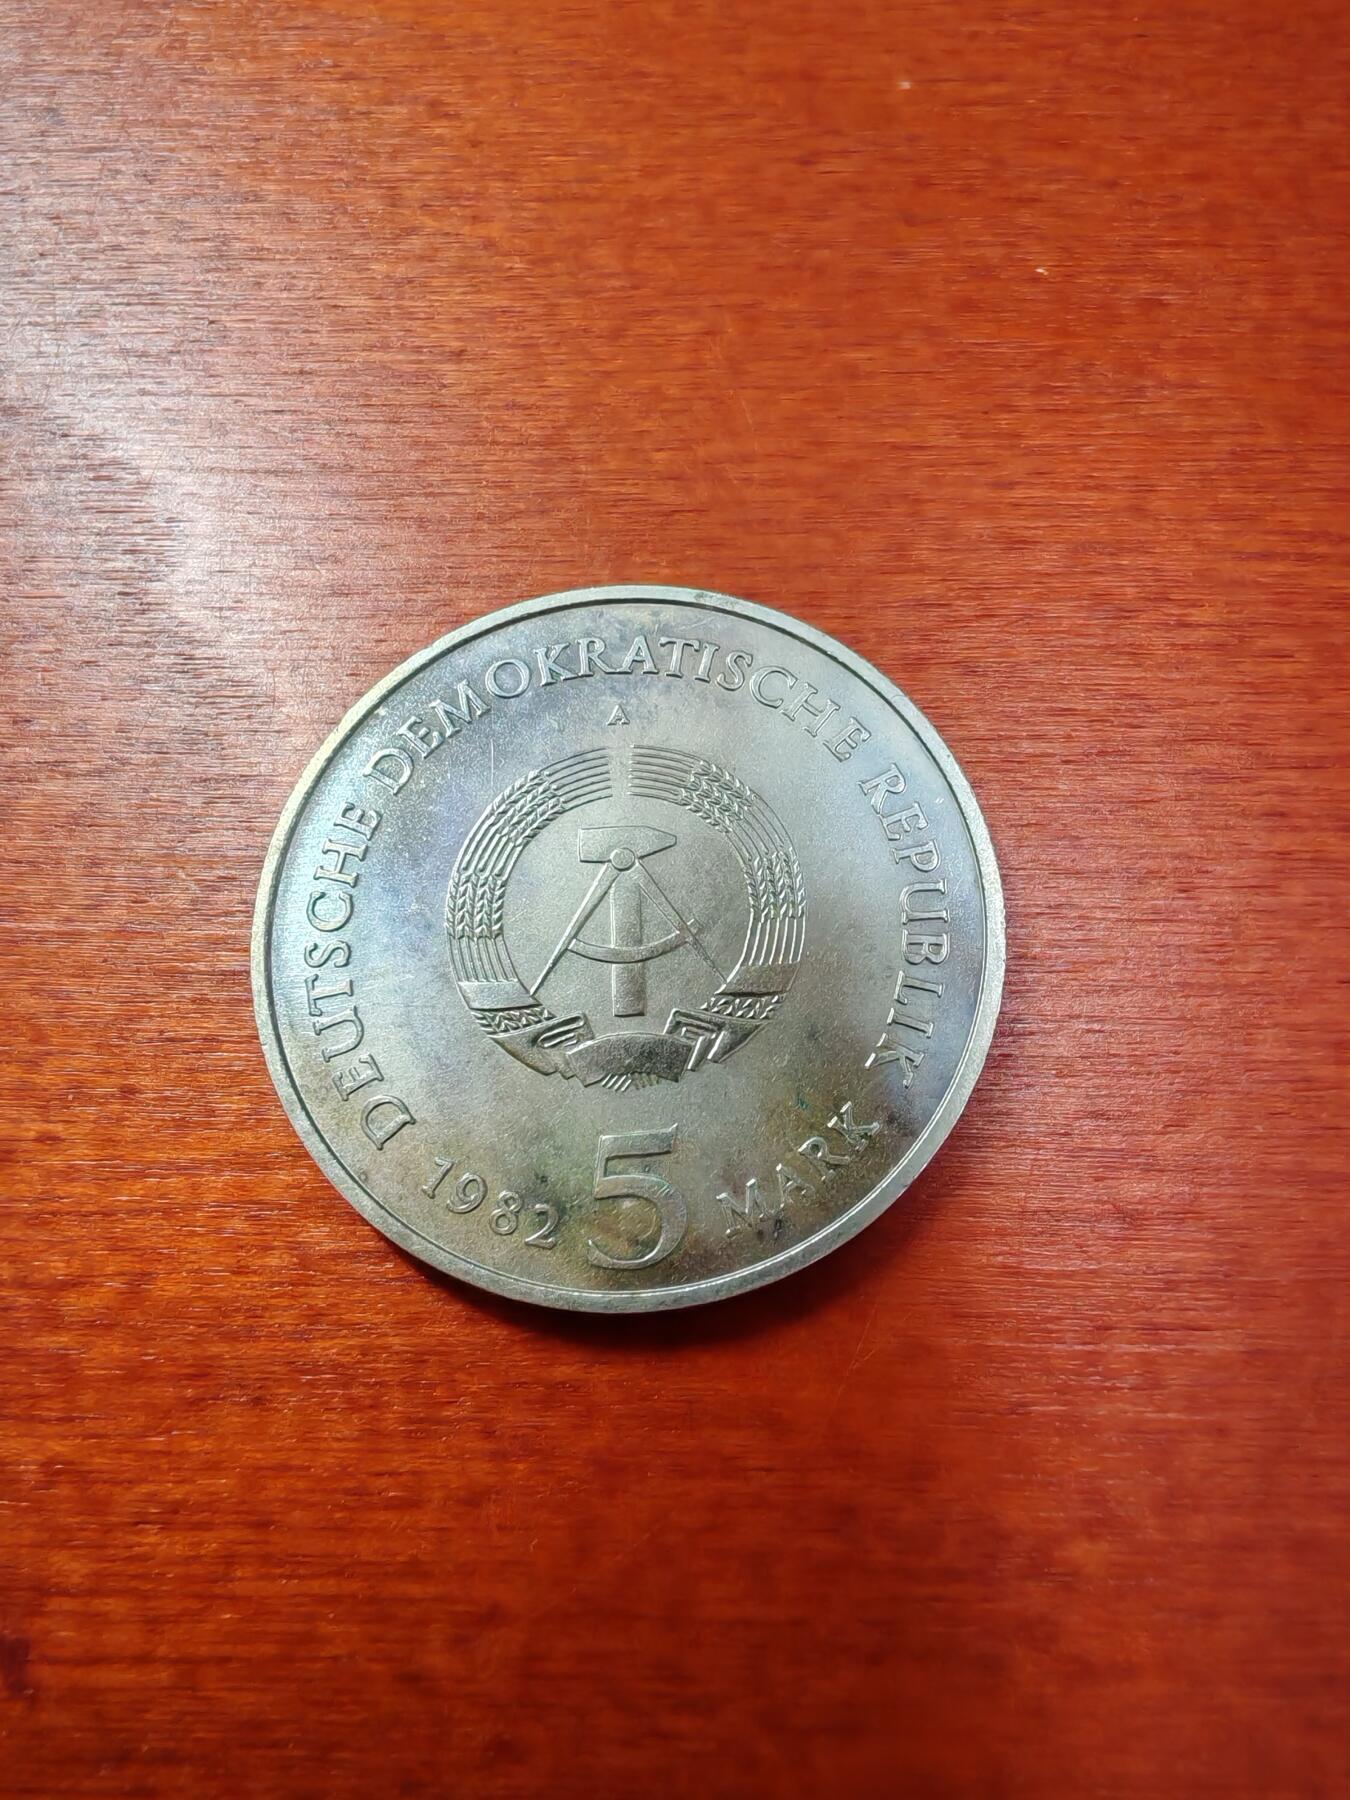 DEUTSCHE DEMOKRATISCHE REPUBLIK
A
1982 5 MARK